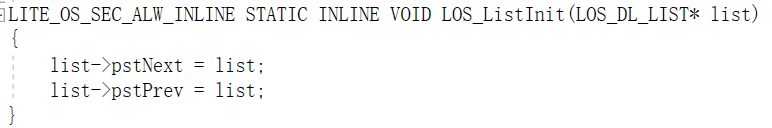 LITE_OS_SEC_ALW_INLINE STATIC INLINE VOID LOS_ListInit(LOS_DL_LIST* list)
{
    list->pstNext = list;
    list->pstPrev = list;
}